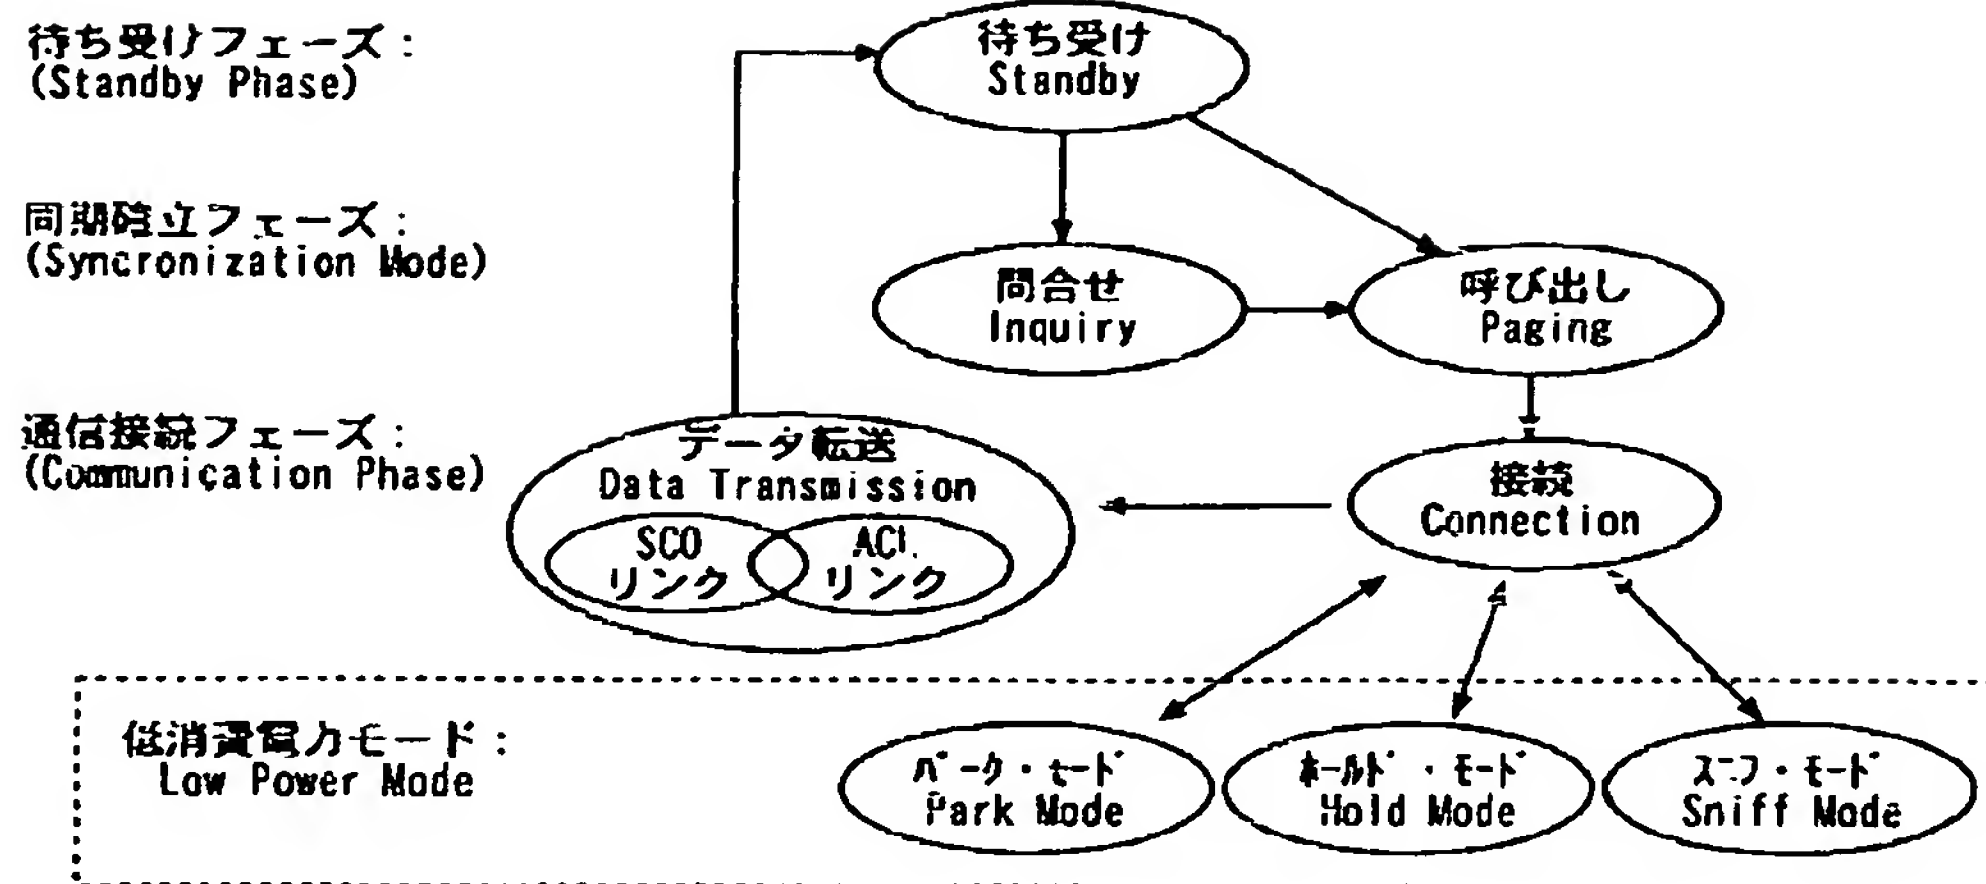 待ち受けフェーズ：
(Standby Phase)
待ち受け
Standby
同期確立フェーズ：
(Syncronization Mode)
問合せ
Inquiry
呼び出し
Paging
通信接続フェーズ：
(Communication Phase)
データ転送
Data Transmission
SCO
リンク
ACL
リンク
接続
Connection
低消費電力モード：
Low Power Mode
パーク・モード
Park Mode
ホールド・モード
Hold Mode
スニフ・モード
Sniff Mode